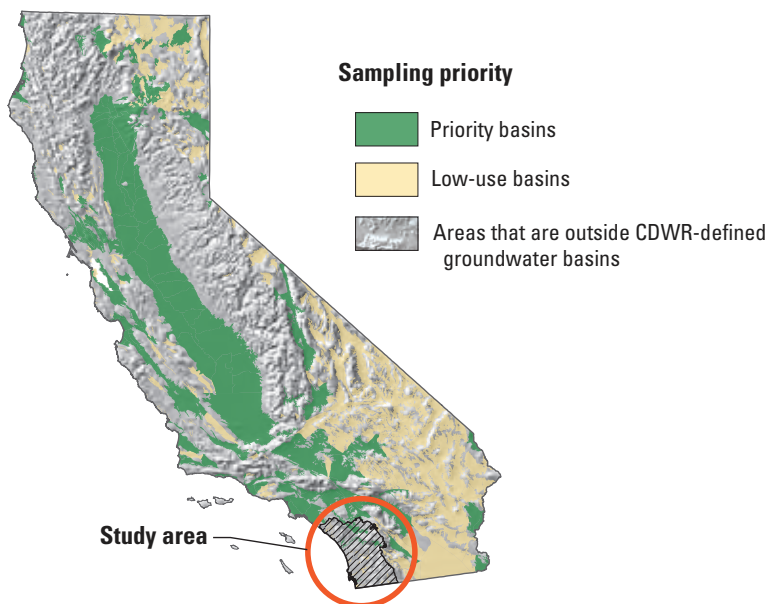 Sampling priority
Priority basins
Low-use basins
Areas that are outside CDWR-defined
groundwater basins
Study area